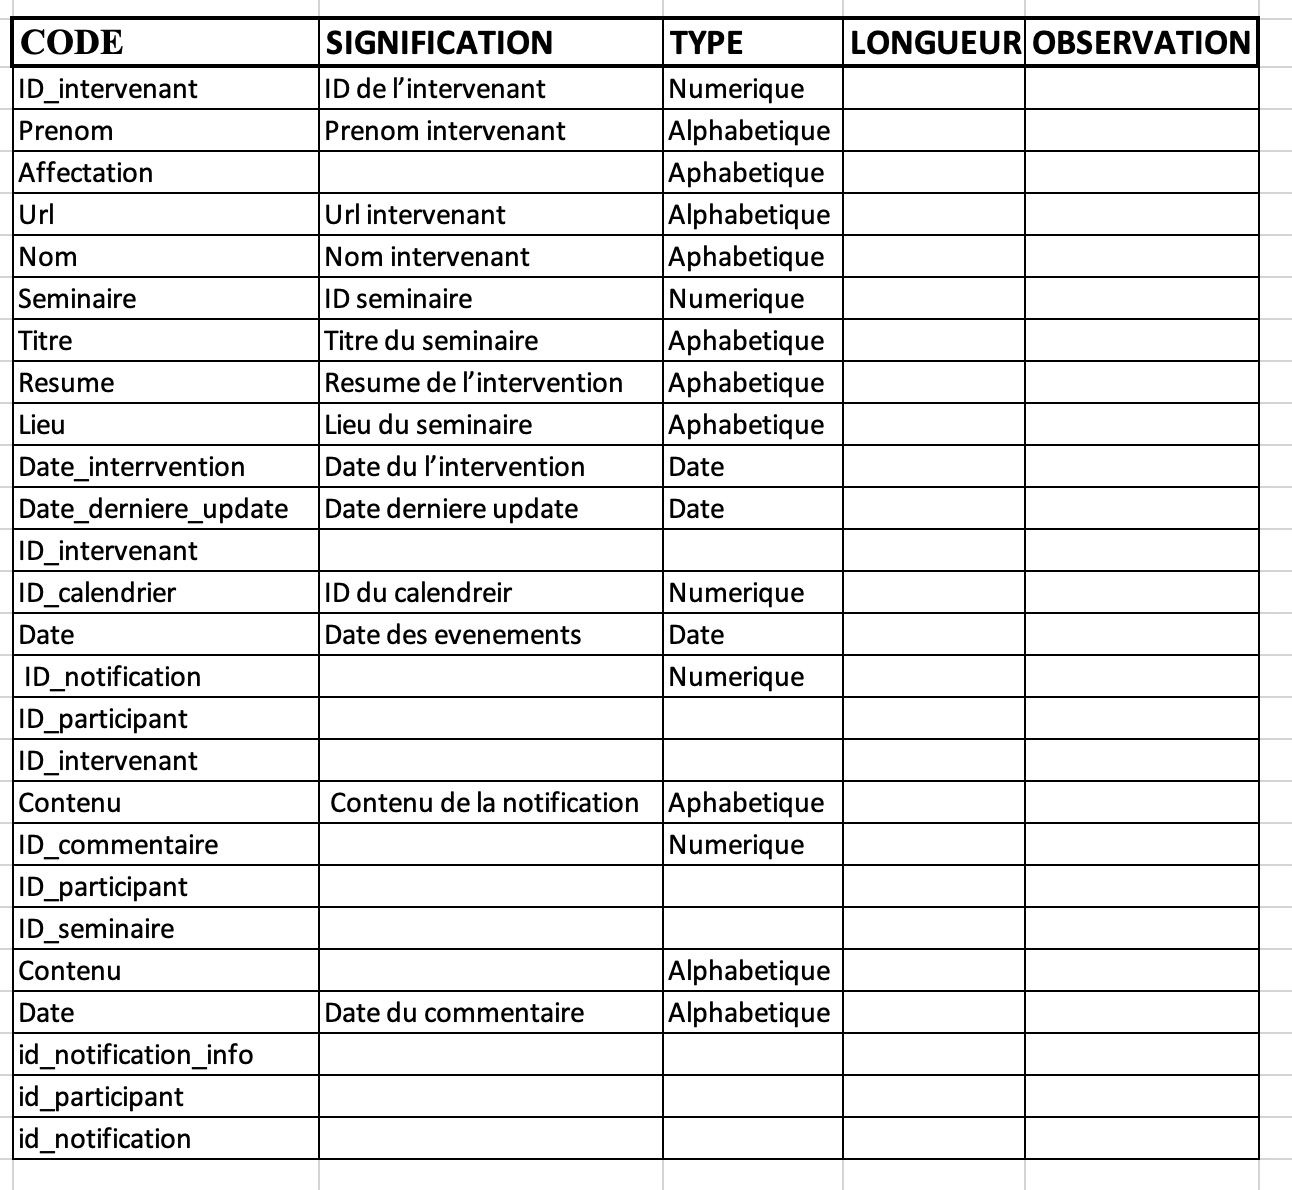 CODE SIGNIFICATION TYPE LONGUEUR OBSERVATION
ID_intervenant ID de l’intervenant Numerique
Prenom Prenom intervenant Alphabetique
Affectation Aphabetique
Url Url intervenant Alphabetique
Nom Nom intervenant Aphabetique
Seminaire ID seminaire Numerique
Titre Titre du seminaire Aphabetique
Resume Resume de l’intervention Aphabetique
Lieu Lieu du seminaire Aphabetique
Date_interrvention Date du l’intervention Date
Date_derniere_update Date derniere update Date
ID_intervenant
ID_calendrier ID du calendreir Numerique
Date Date des evenements Date
ID_notification Numerique
ID_participant
ID_intervenant
Contenu Contenu de la notification Aphabetique
ID_commentaire Numerique
ID_participant
ID_seminaire
Contenu Alphabetique
Date Date du commentaire Alphabetique
id_notification_info
id_participant
id_notification